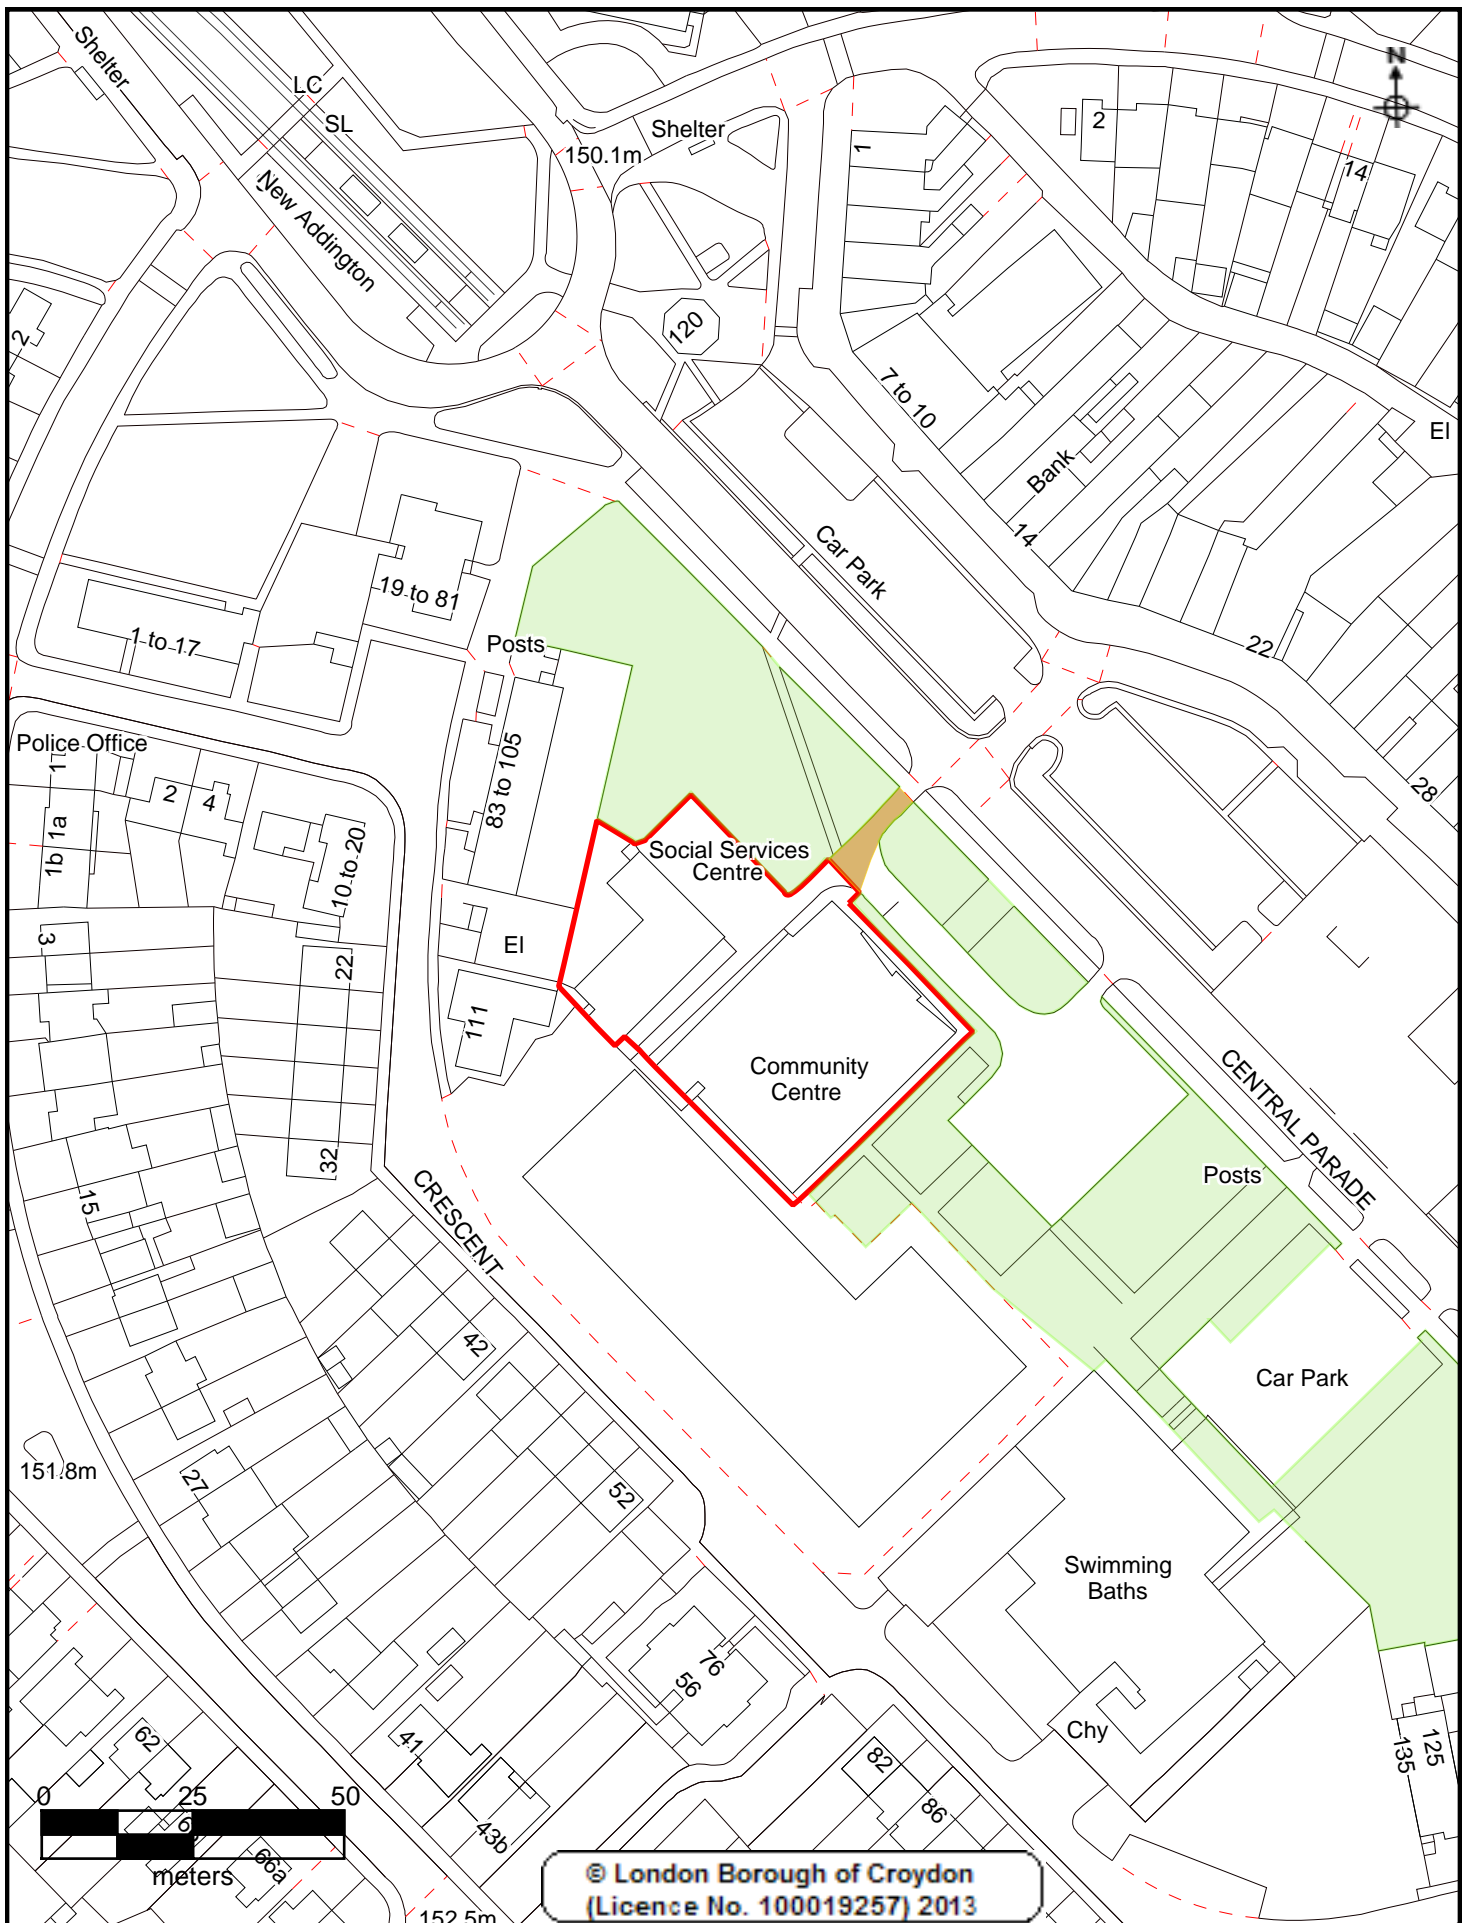 Shelter
LC
SL
New Addington
150.1m
Shelter
1
2
14
N
120
2
7 to 10
Bank
EI
14
Car Park
22
28
19 to 81
1 to 17
Posts
Police Office
1
1a
1b
2
4
10 to 20
83 to 105
Social Services
Centre
3
22
EI
111
Community
Centre
32
15
CRESCENT
CENTRAL PARADE
Posts
42
Car Park
151.8m
27
52
Swimming
Baths
76
56
Chy
62
41
43b
82
86
135
125
66a
0 25 50
meters
152.5m
© London Borough of Croydon
(Licence No. 100019257) 2013